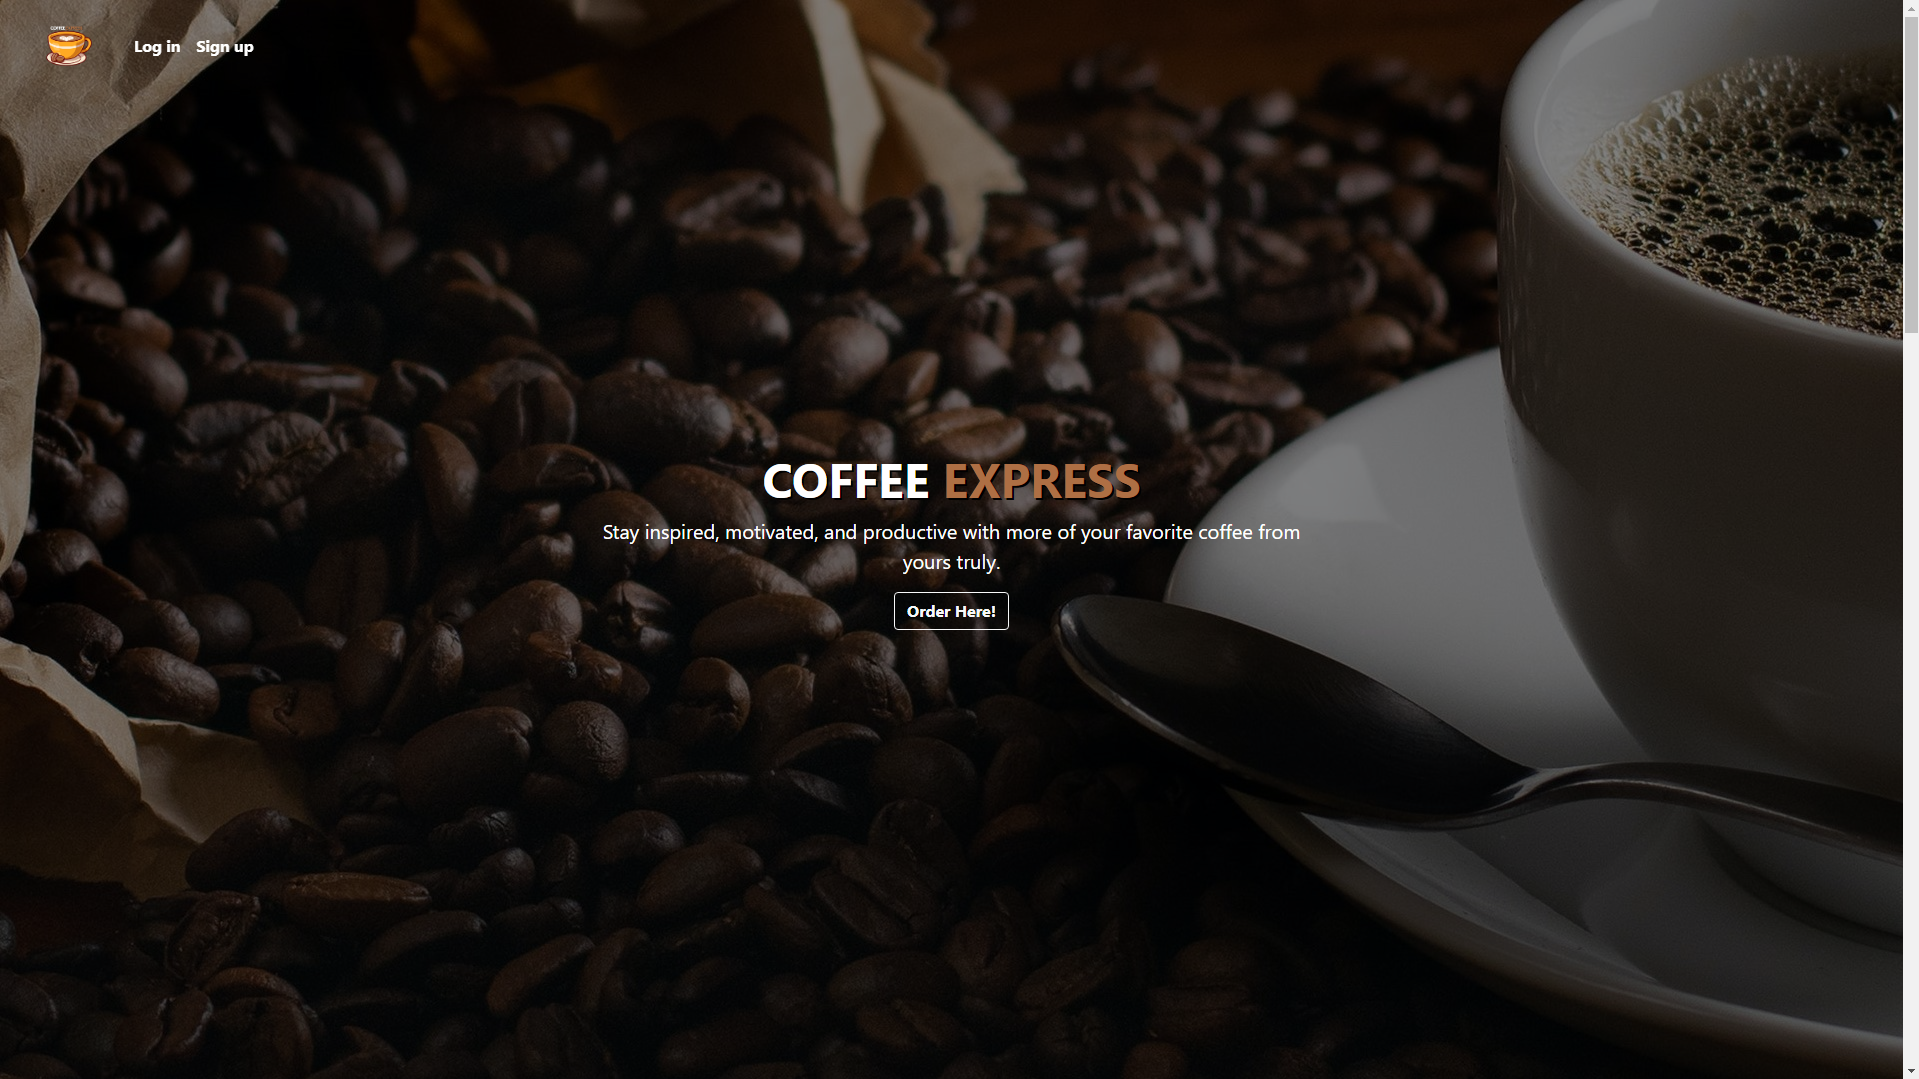 COFFEE
Log in Sign up
COFFEE EXPRESS
Stay inspired, motivated, and productive with more of your favorite coffee from
yours truly.
Order Here!